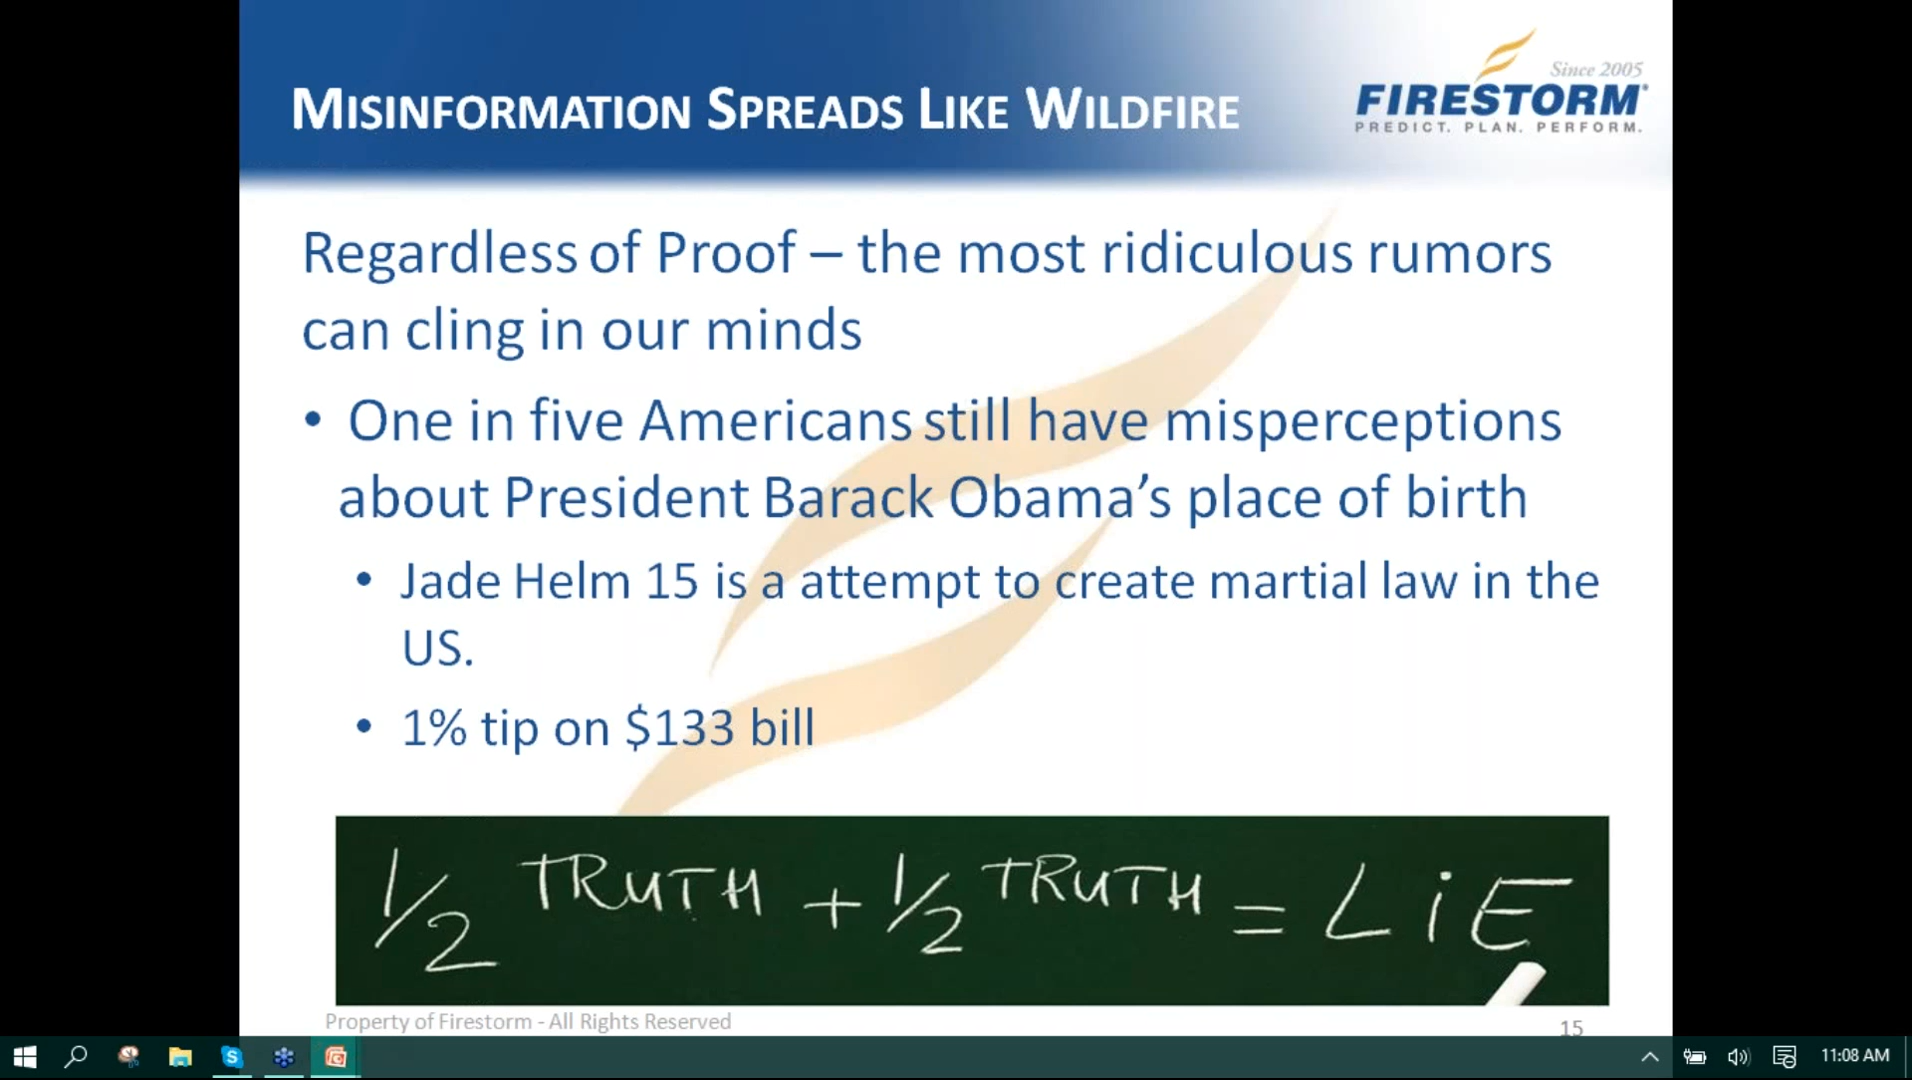 MISINFORMATION SPREADS LIKE WILDFIRE
Since 2005
FIRESTORM®
PREDICT. PLAN. PERFORM.
Regardless of Proof – the most ridiculous rumors
can cling in our minds
• One in five Americans still have misperceptions
about President Barack Obama’s place of birth
• Jade Helm 15 is a attempt to create martial law in the
US.
• 1% tip on $133 bill
1/2 TRUTH + 1/2 TRUTH = LiE
Property of Firestorm - All Rights Reserved
15
11:08 AM